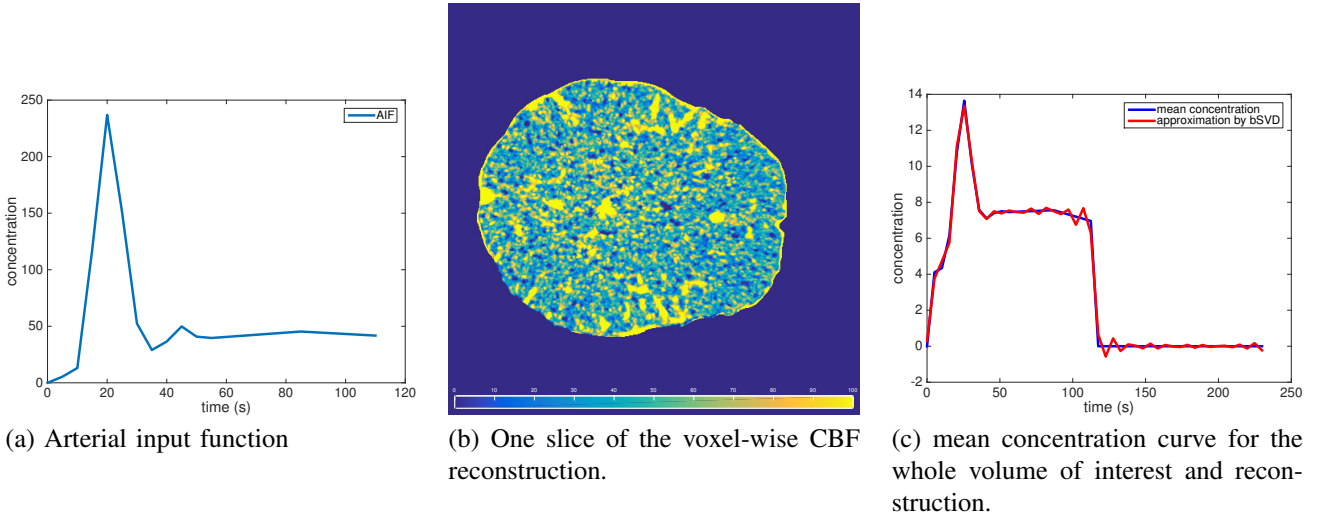 250
200
150
100
50
0
concentration
AIF
0 20 40 60 80 100 120
time (s)
(a) Arterial input function
0 10 20 30 40 50 60 70 80 90 100
(b) One slice of the voxel-wise CBF
reconstruction.
14
12
10
8
6
4
2
0
-2
concentration
mean concentration
approximation by bSVD
0 50 100 150 200 250
time (s)
(c) mean concentration curve for the
whole volume of interest and recon-
struction.